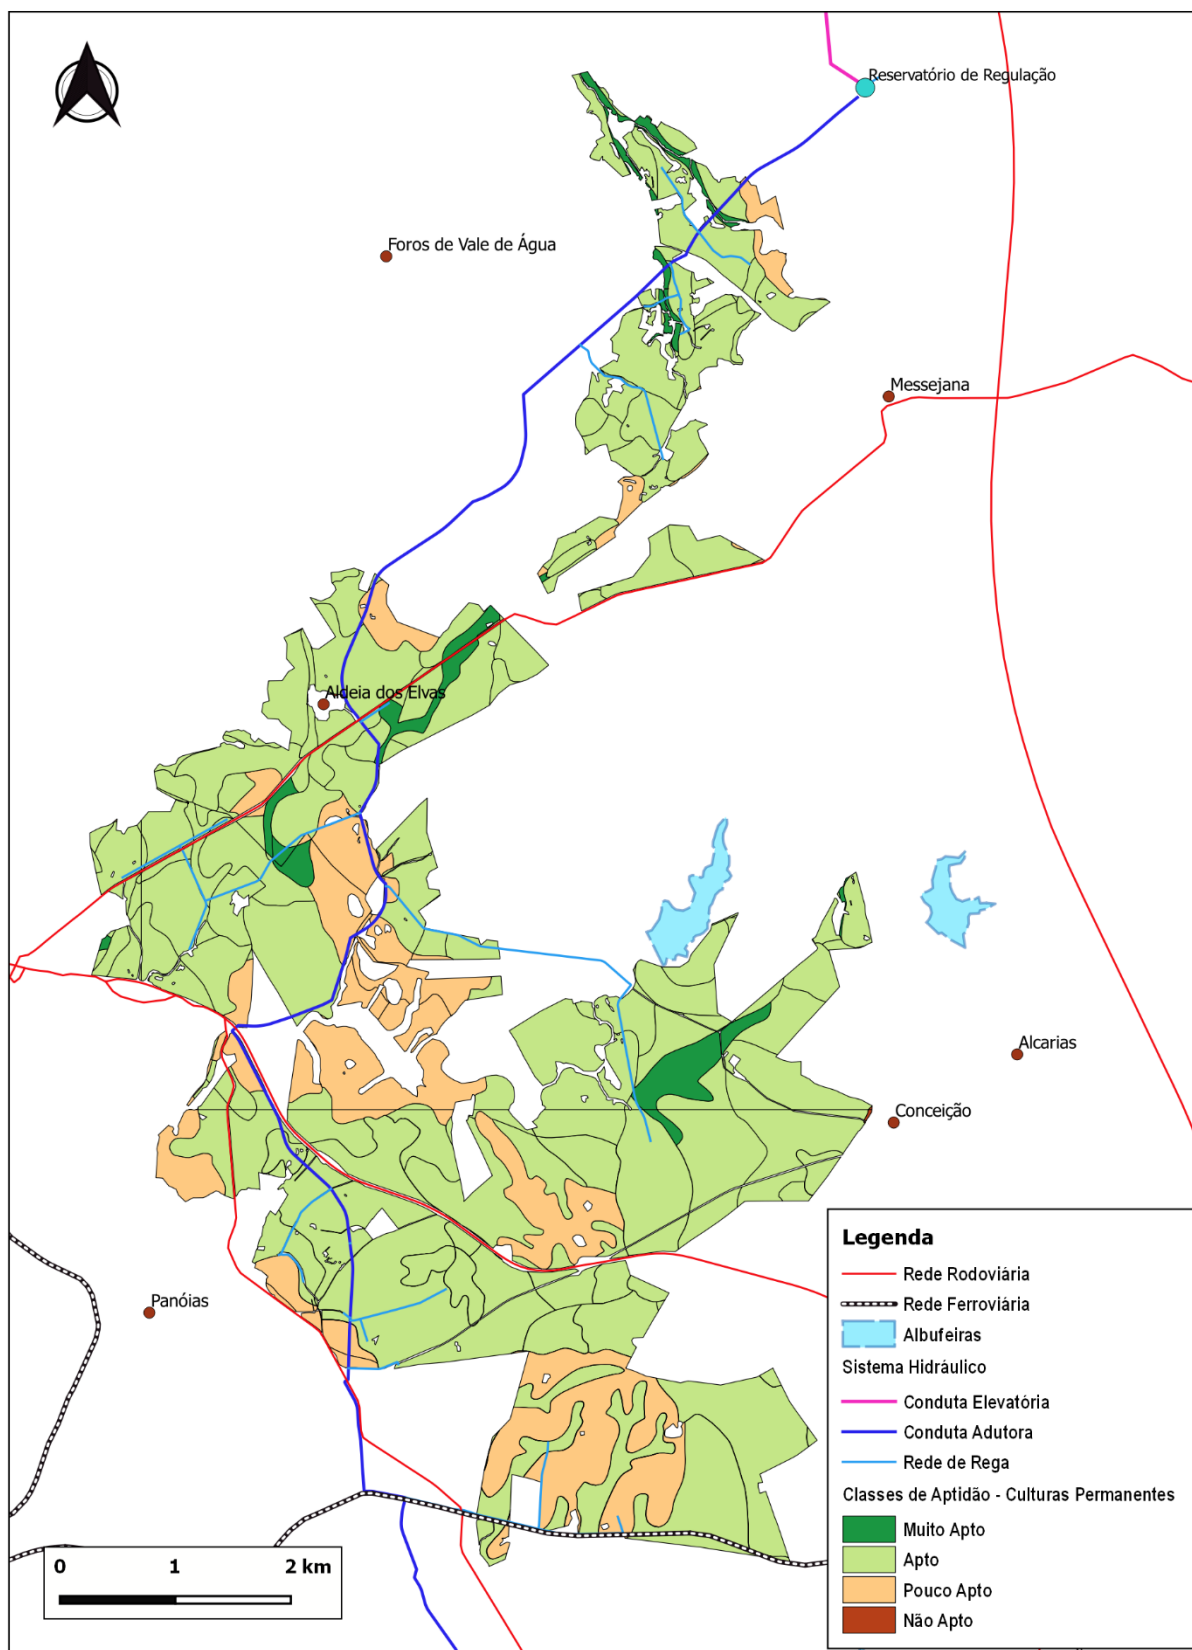 Reservatório de Regulação
Foros de Vale de Água
Messejana
Aldeia dos Elvas
Alcarias
Conceição
Panóias
Legenda
Rede Rodoviária
Rede Ferroviária
Albufeiras
Sistema Hidráulico
Conduta Elevatória
Conduta Adutora
Rede de Rega
Classes de Aptidão - Culturas Permanentes
Muito Apto
Apto
Pouco Apto
Não Apto
0 1 2 km